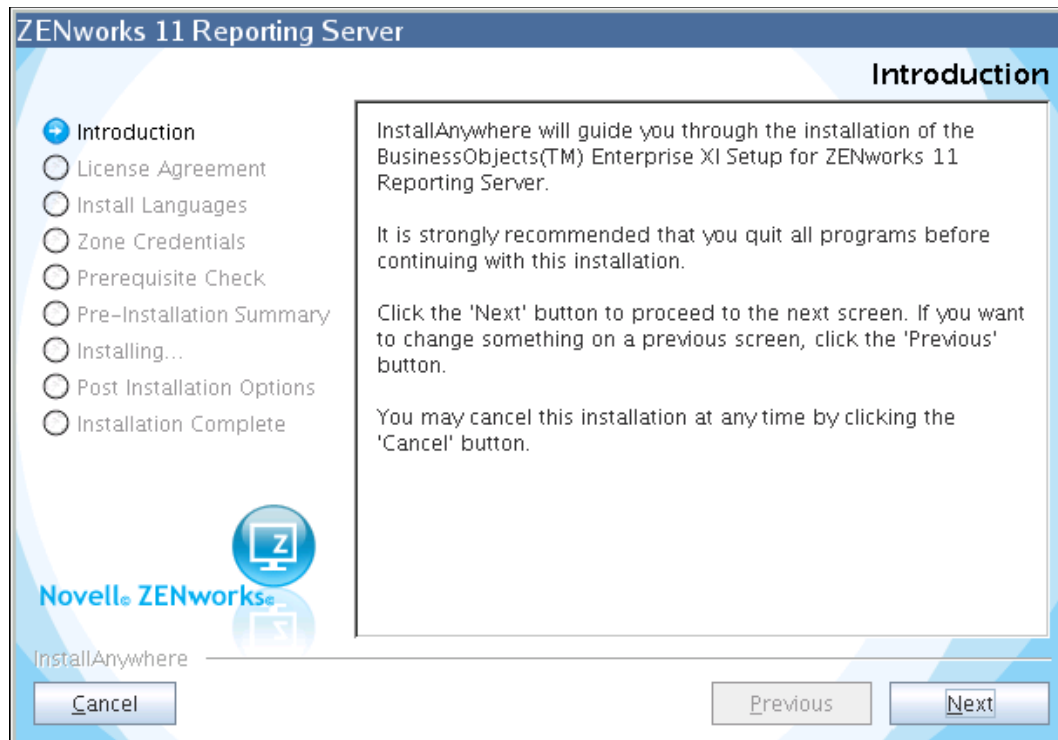 ZENworks 11 Reporting Server
Introduction
Introduction
License Agreement
Install Languages
Zone Credentials
Prerequisite Check
Pre-Installation Summary
Installing...
Post Installation Options
Installation Complete
InstallAnywhere will guide you through the installation of the
BusinessObjects(TM) Enterprise XI Setup for ZENworks 11
Reporting Server.
It is strongly recommended that you quit all programs before
continuing with this installation.
Click the 'Next' button to proceed to the next screen. If you want
to change something on a previous screen, click the 'Previous'
button.
You may cancel this installation at any time by clicking the
'Cancel' button.
Z
Novell® ZENworks®
InstallAnywhere
Cancel
Previous
Next